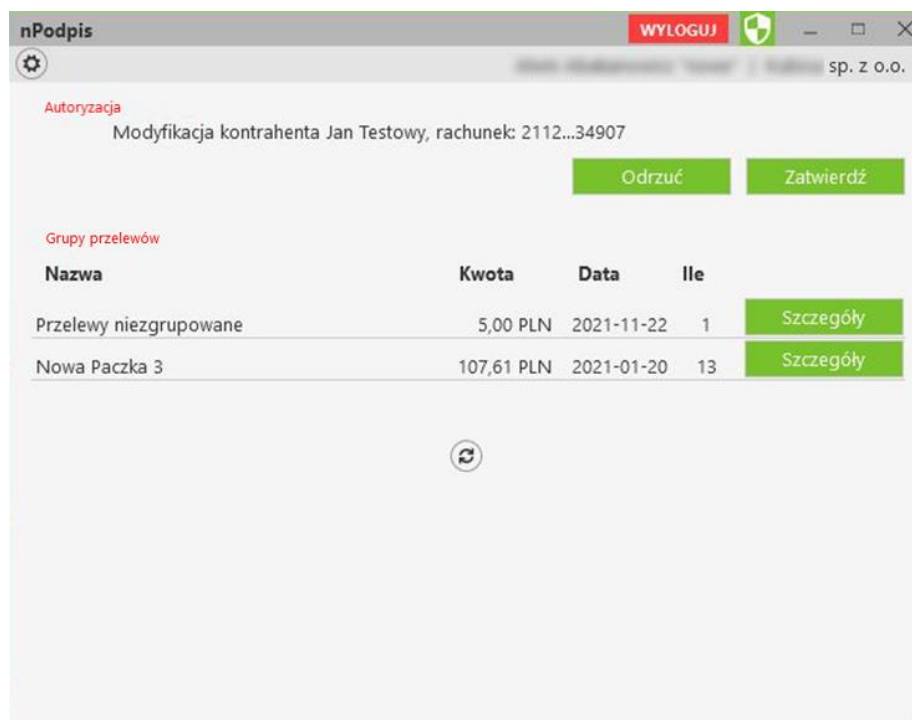 nPodpis WYLOGUJ
sp. z o.o.
Autoryzacja
Modyfikacja kontrahenta Jan Testowy, rachunek: 2112...34907
Odrzuć Zatwierdź
Grupy przelewów
Nazwa Kwota Data Ile
Przelewy niezgrupowane 5,00 PLN 2021-11-22 1 Szczegóły
Nowa Paczka 3 107,61 PLN 2021-01-20 13 Szczegóły